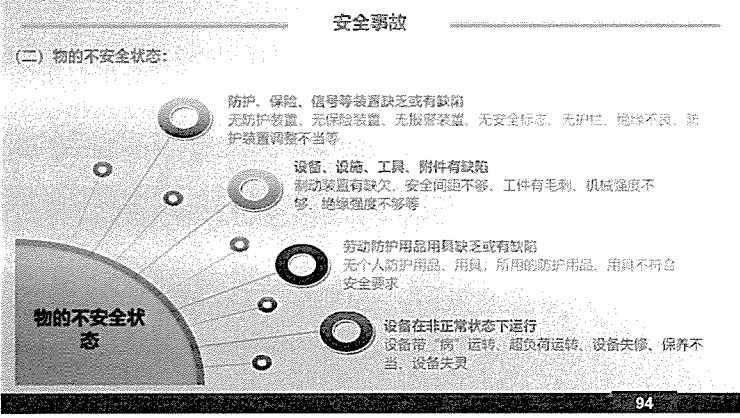 安全事故
(二) 物的不安全状态：
防护、保险、信号等装置缺乏或有缺陷
无防护装置、无保险装置、无报警装置、无安全标志、无护栏、绝缘不良、防
护装置调整不当等
设备、设施、工具、附件有缺陷
制动装置有缺欠、安全间距不够、工件有毛刺、机械强度不
够、绝缘强度不够等
劳动防护用品用具缺乏或有缺陷
无个人防护用品、用具，所用的防护用品、用具不符合
安全要求
物的不安全状
态
设备在非正常状态下运行
设备带“病”运转、超负荷运转、设备失修、保养不
当、设备失灵
94